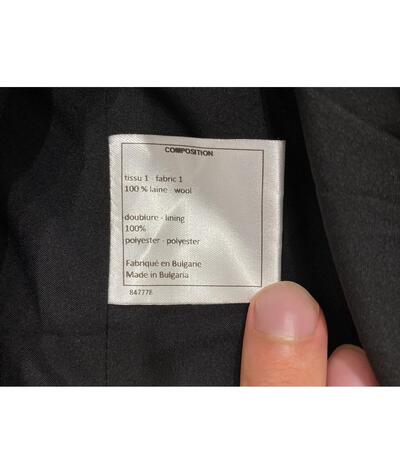 COMPOSITION
tissu 1 - fabric 1
100 % laine - wool
doublure - lining
100%
polyester - polyester
Fabriqué en Bulgarie
Made in Bulgaria
847778